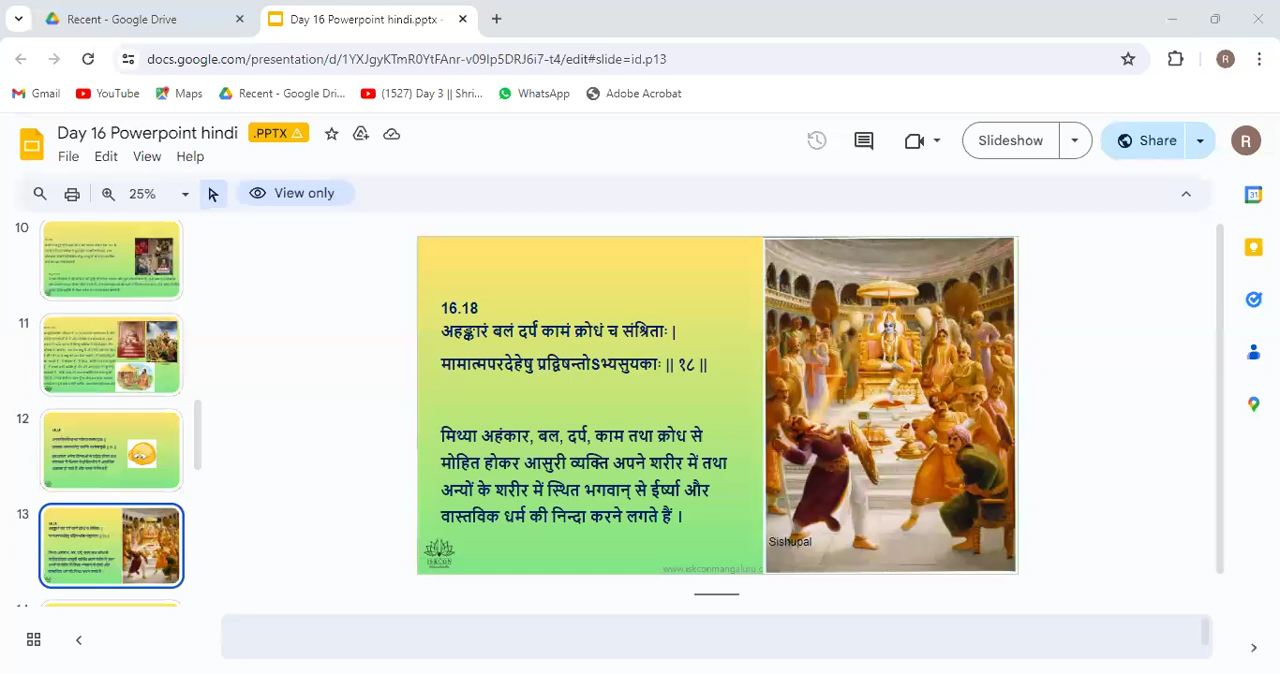 Recent - Google Drive
Day 16 Powerpoint hindi.pptx -
docs.google.com/presentation/d/1YXJgyKTmR0YtFAnr-v09Ip5DRJ6i7-t4/edit#slide=id.p13
R
Gmail
YouTube
Maps
Recent - Google Dri...
(1527) Day 3 || Shri...
WhatsApp
Adobe Acrobat
Day 16 Powerpoint hindi
.PPTX
File Edit View Help
Slideshow
Share
R
25%
View only
31
10
11
12
13
16.18
अहङ्कारं बलं दर्पं कामं क्रोधं च संश्रिताः |
मामात्मपरदेहेषु प्रद्विषन्तोऽभ्यसुयकाः || १८ ||
मिथ्या अहंकार, बल, दर्प, काम तथा क्रोध से
मोहित होकर आसुरी व्यक्ति अपने शरीर में तथा
अन्यों के शरीर में स्थित भगवान् से ईर्ष्या और
वास्तविक धर्म की निन्दा करने लगते हैं ।
Sishupal
ISKCON
www.iskconmangaluru.c